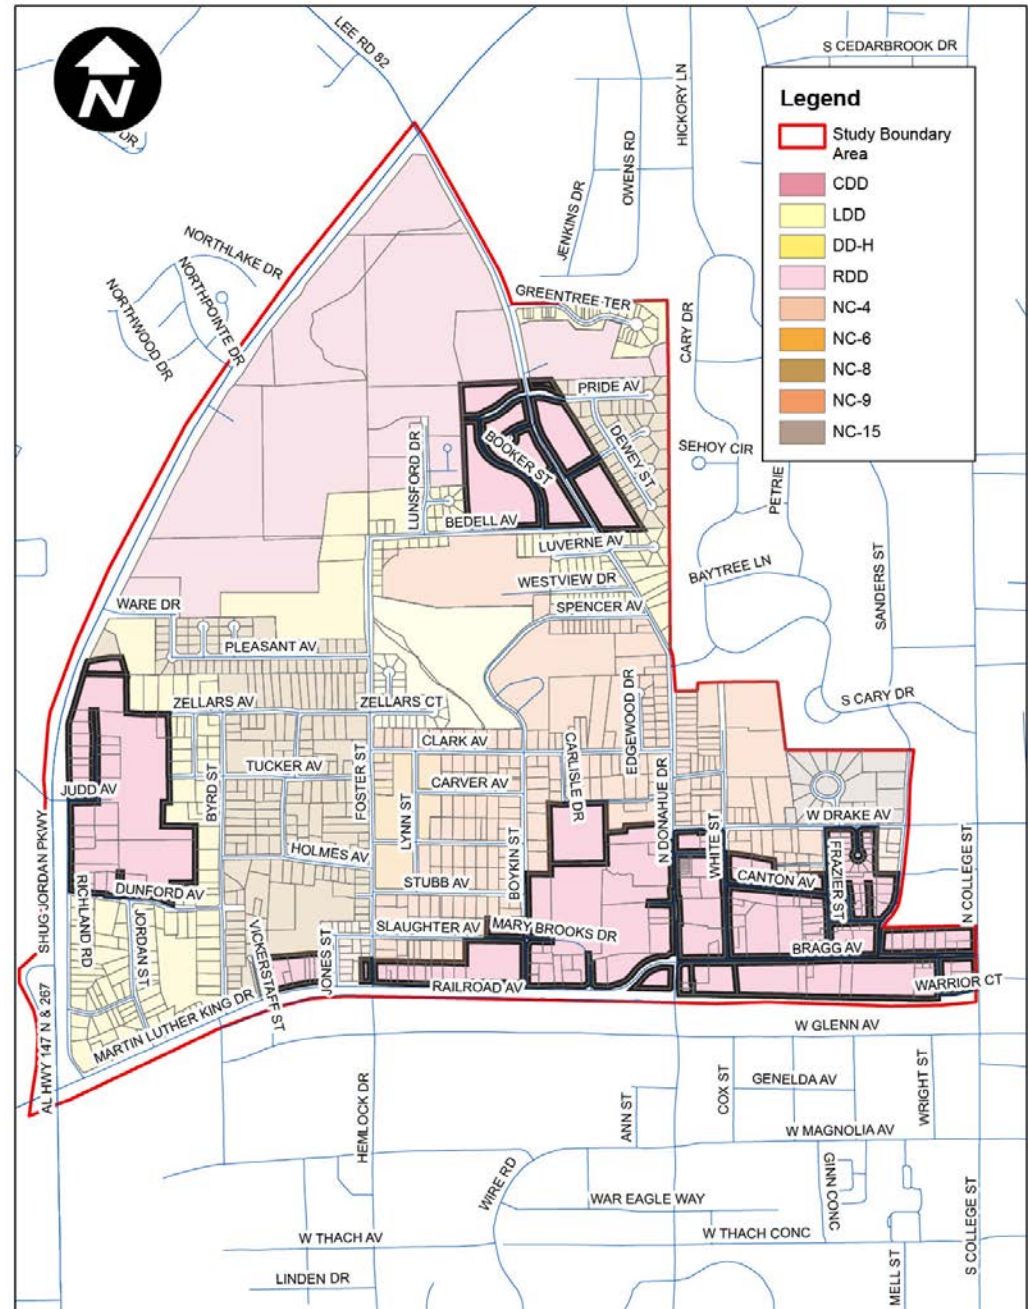 LEE RD 82
S CEDARBROOK DR
N
DR
HICKORY LN
OWENS RD
JENKINS DR
Legend
Study Boundary
Area
CDD
LDD
DD-H
RDD
NC-4
NC-6
NC-8
NC-9
NC-15
NORTHLAKE DR
NORTHPOINTE DR
NORTHWOOD DR
GREENTREE TER
CARY DR
PRIDE AV
DEWEY ST
BOOKER ST
LUNSFORD DR
SEHOY CIR
PETRIE
BEDELL AV
LUVERNE AV
WESTVIEW DR
SPENCER AV
BAYTREE LN
SANDERS ST
WARE DR
PLEASANT AV
S CARY DR
ZELLARS AV
ZELLARS CT
EDGEWOOD DR
CLARK AV
CARLISLE DR
TUCKER AV
BYRD ST
FOSTER ST
CARVER AV
LYNN ST
JUDD AV
N DONAHUE DR
WHITE ST
W DRAKE AV
SHUG JORDAN PKWY
HOLMES AV
BOYKIN ST
STUBB AV
CANTON AV
FRAZIER ST
N COLLEGE ST
DUNFORD AV
RICHLAND RD
JORDAN ST
VICKERSTAFF ST
JONES ST
SLAUGHTER AV
MARY BROOKS DR
BRAGG AV
RAILROAD AV
WARRIOR CT
MARTIN LUTHER KING DR
AL HWY 147 N & 267
W GLENN AV
HEMLOCK DR
ANN ST
COX ST
GENELDA AV
WRIGHT ST
W MAGNOLIA AV
WIRE RD
GINN CONC
WAR EAGLE WAY
W THACH AV
W THACH CONC
LINDEN DR
MELL ST
S COLLEGE ST